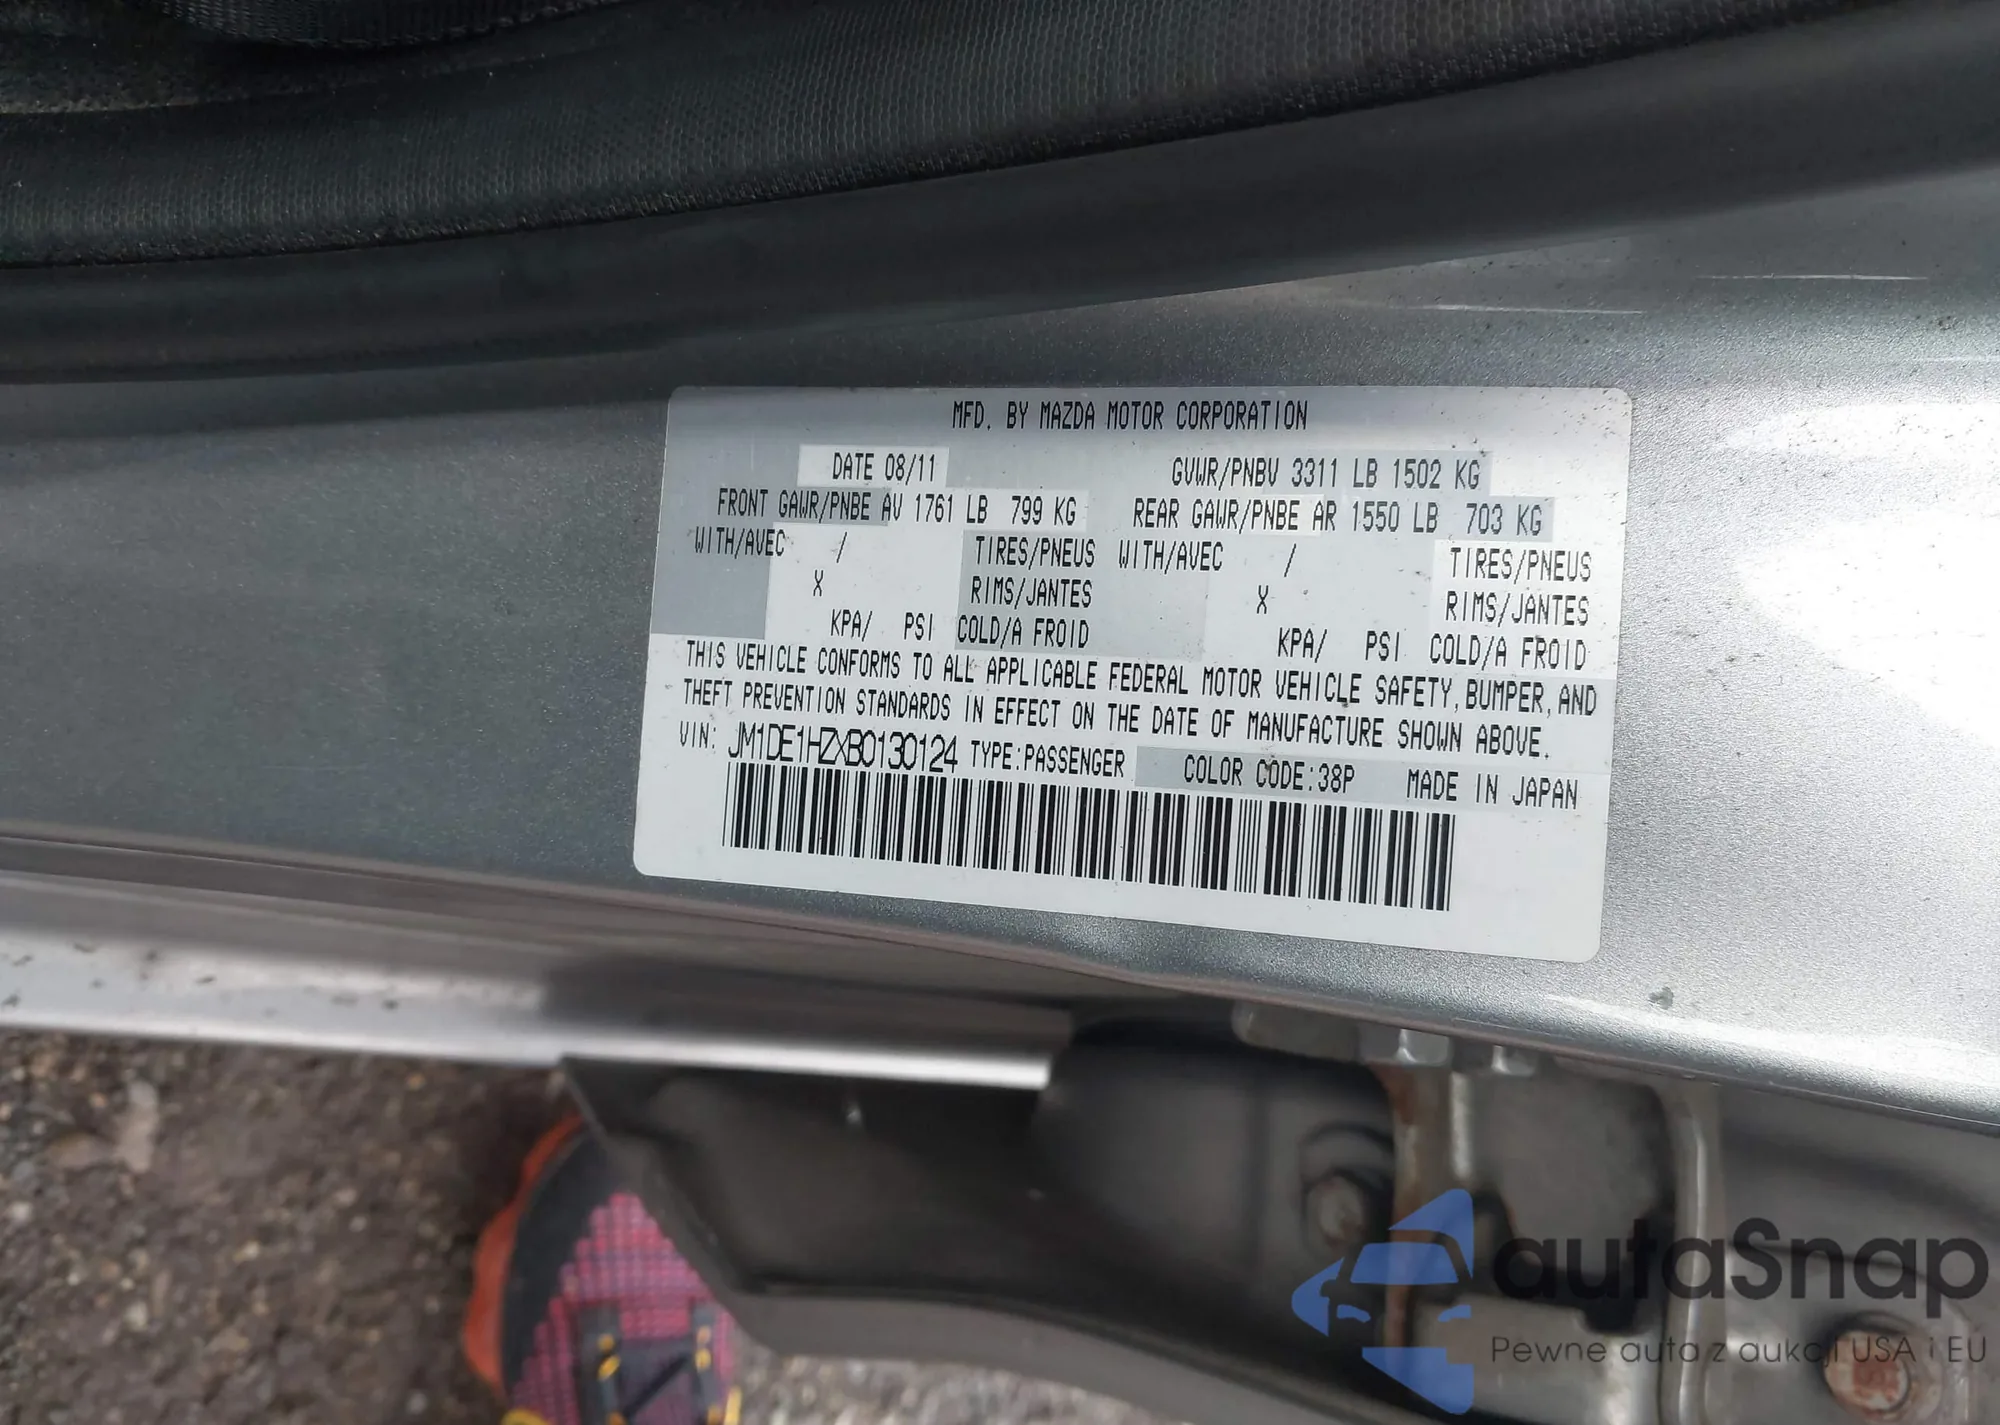 MFD. BY MAZDA MOTOR CORPORATION
DATE 08/11 GVWR/PNBV 3311 LB 1502 KG
FRONT GAWR/PNBE AV 1761 LB 799 KG REAR GAWR/PNBE AR 1550 LB 703 KG
WITH/AVEC / TIRES/PNEUS WITH/AVEC / TIRES/PNEUS
X RIMS/JANTES X RIMS/JANTES
KPA/ PSI COLD/A FROID KPA/ PSI COLD/A FROID
THIS VEHICLE CONFORMS TO ALL APPLICABLE FEDERAL MOTOR VEHICLE SAFETY, BUMPER, AND
THEFT PREVENTION STANDARDS IN EFFECT ON THE DATE OF MANUFACTURE SHOWN ABOVE.
VIN: JM1DE1HZXB0130124 TYPE:PASSENGER COLOR CODE:38P MADE IN JAPAN
autaSnap
Pewne auta z aukcji USA i EU